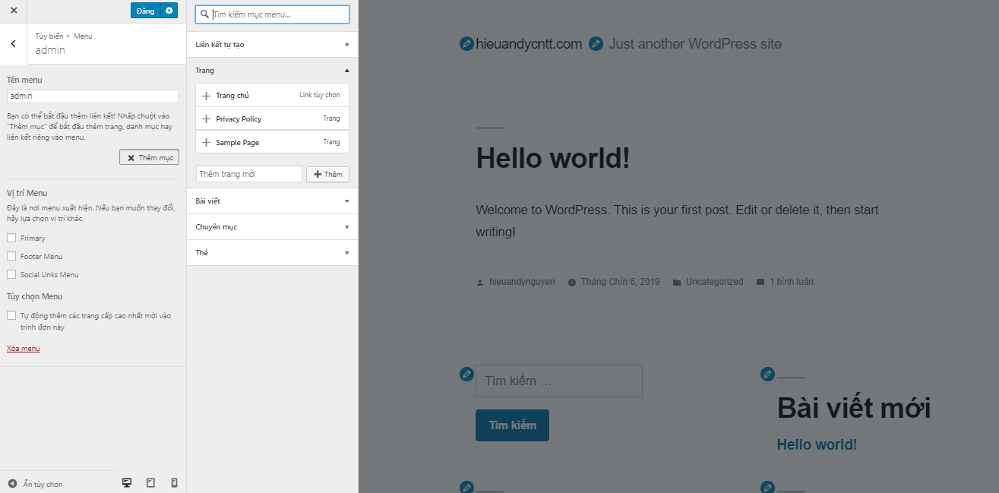 Đăng
Tùy biến ▸ Menu
admin
Tên menu
admin
Bạn có thể bắt đầu thêm liên kết! Nhấp chuột vào
"Thêm mục" để bắt đầu thêm trang, danh mục hay
liên kết riêng vào menu.
Thêm mục
Vị trí Menu
Đây là nơi menu xuất hiện. Nếu bạn muốn thay đổi,
hãy lựa chọn vị trí khác.
Primary
Footer Menu
Social Links Menu
Tùy chọn Menu
Tự động thêm các trang cấp cao nhất mới vào
trình đơn này
Xóa menu
Ẩn tùy chọn
Tìm kiếm mục menu...
Liên kết tự tạo
Trang
Trang chủ Link tùy chọn
Privacy Policy Trang
Sample Page Trang
Thêm trang mới Thêm
Bài viết
Chuyên mục
Thẻ
hieuandycntt.com Just another WordPress site
Hello world!
Welcome to WordPress. This is your first post. Edit or delete it, then start
writing!
hieuandynguyen Tháng Chín 6, 2019 Uncategorized 1 bình luận
Tìm kiếm …
Tìm kiếm
Bài viết mới
Hello world!